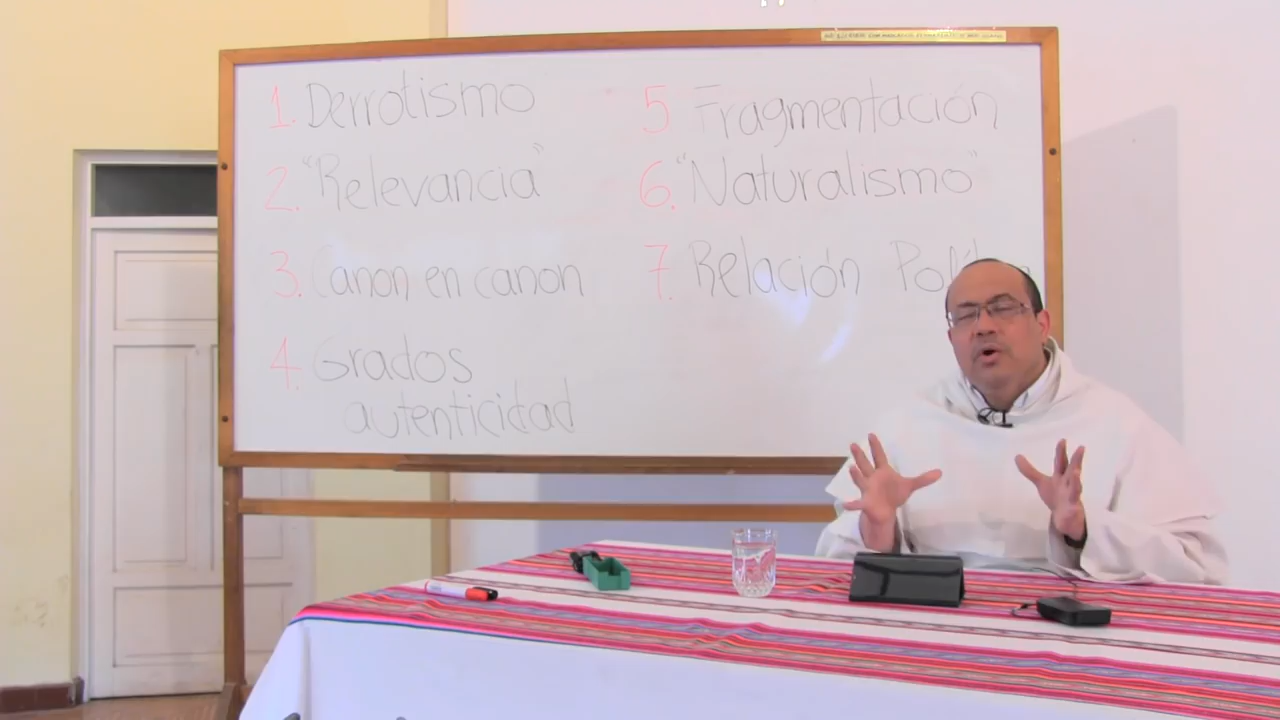 1. Derrotismo
2. "Relevancia"
3. Canon en canon
4. Grados
autenticidad
5 Fragmentación
6. "Naturalismo"
7. Relación